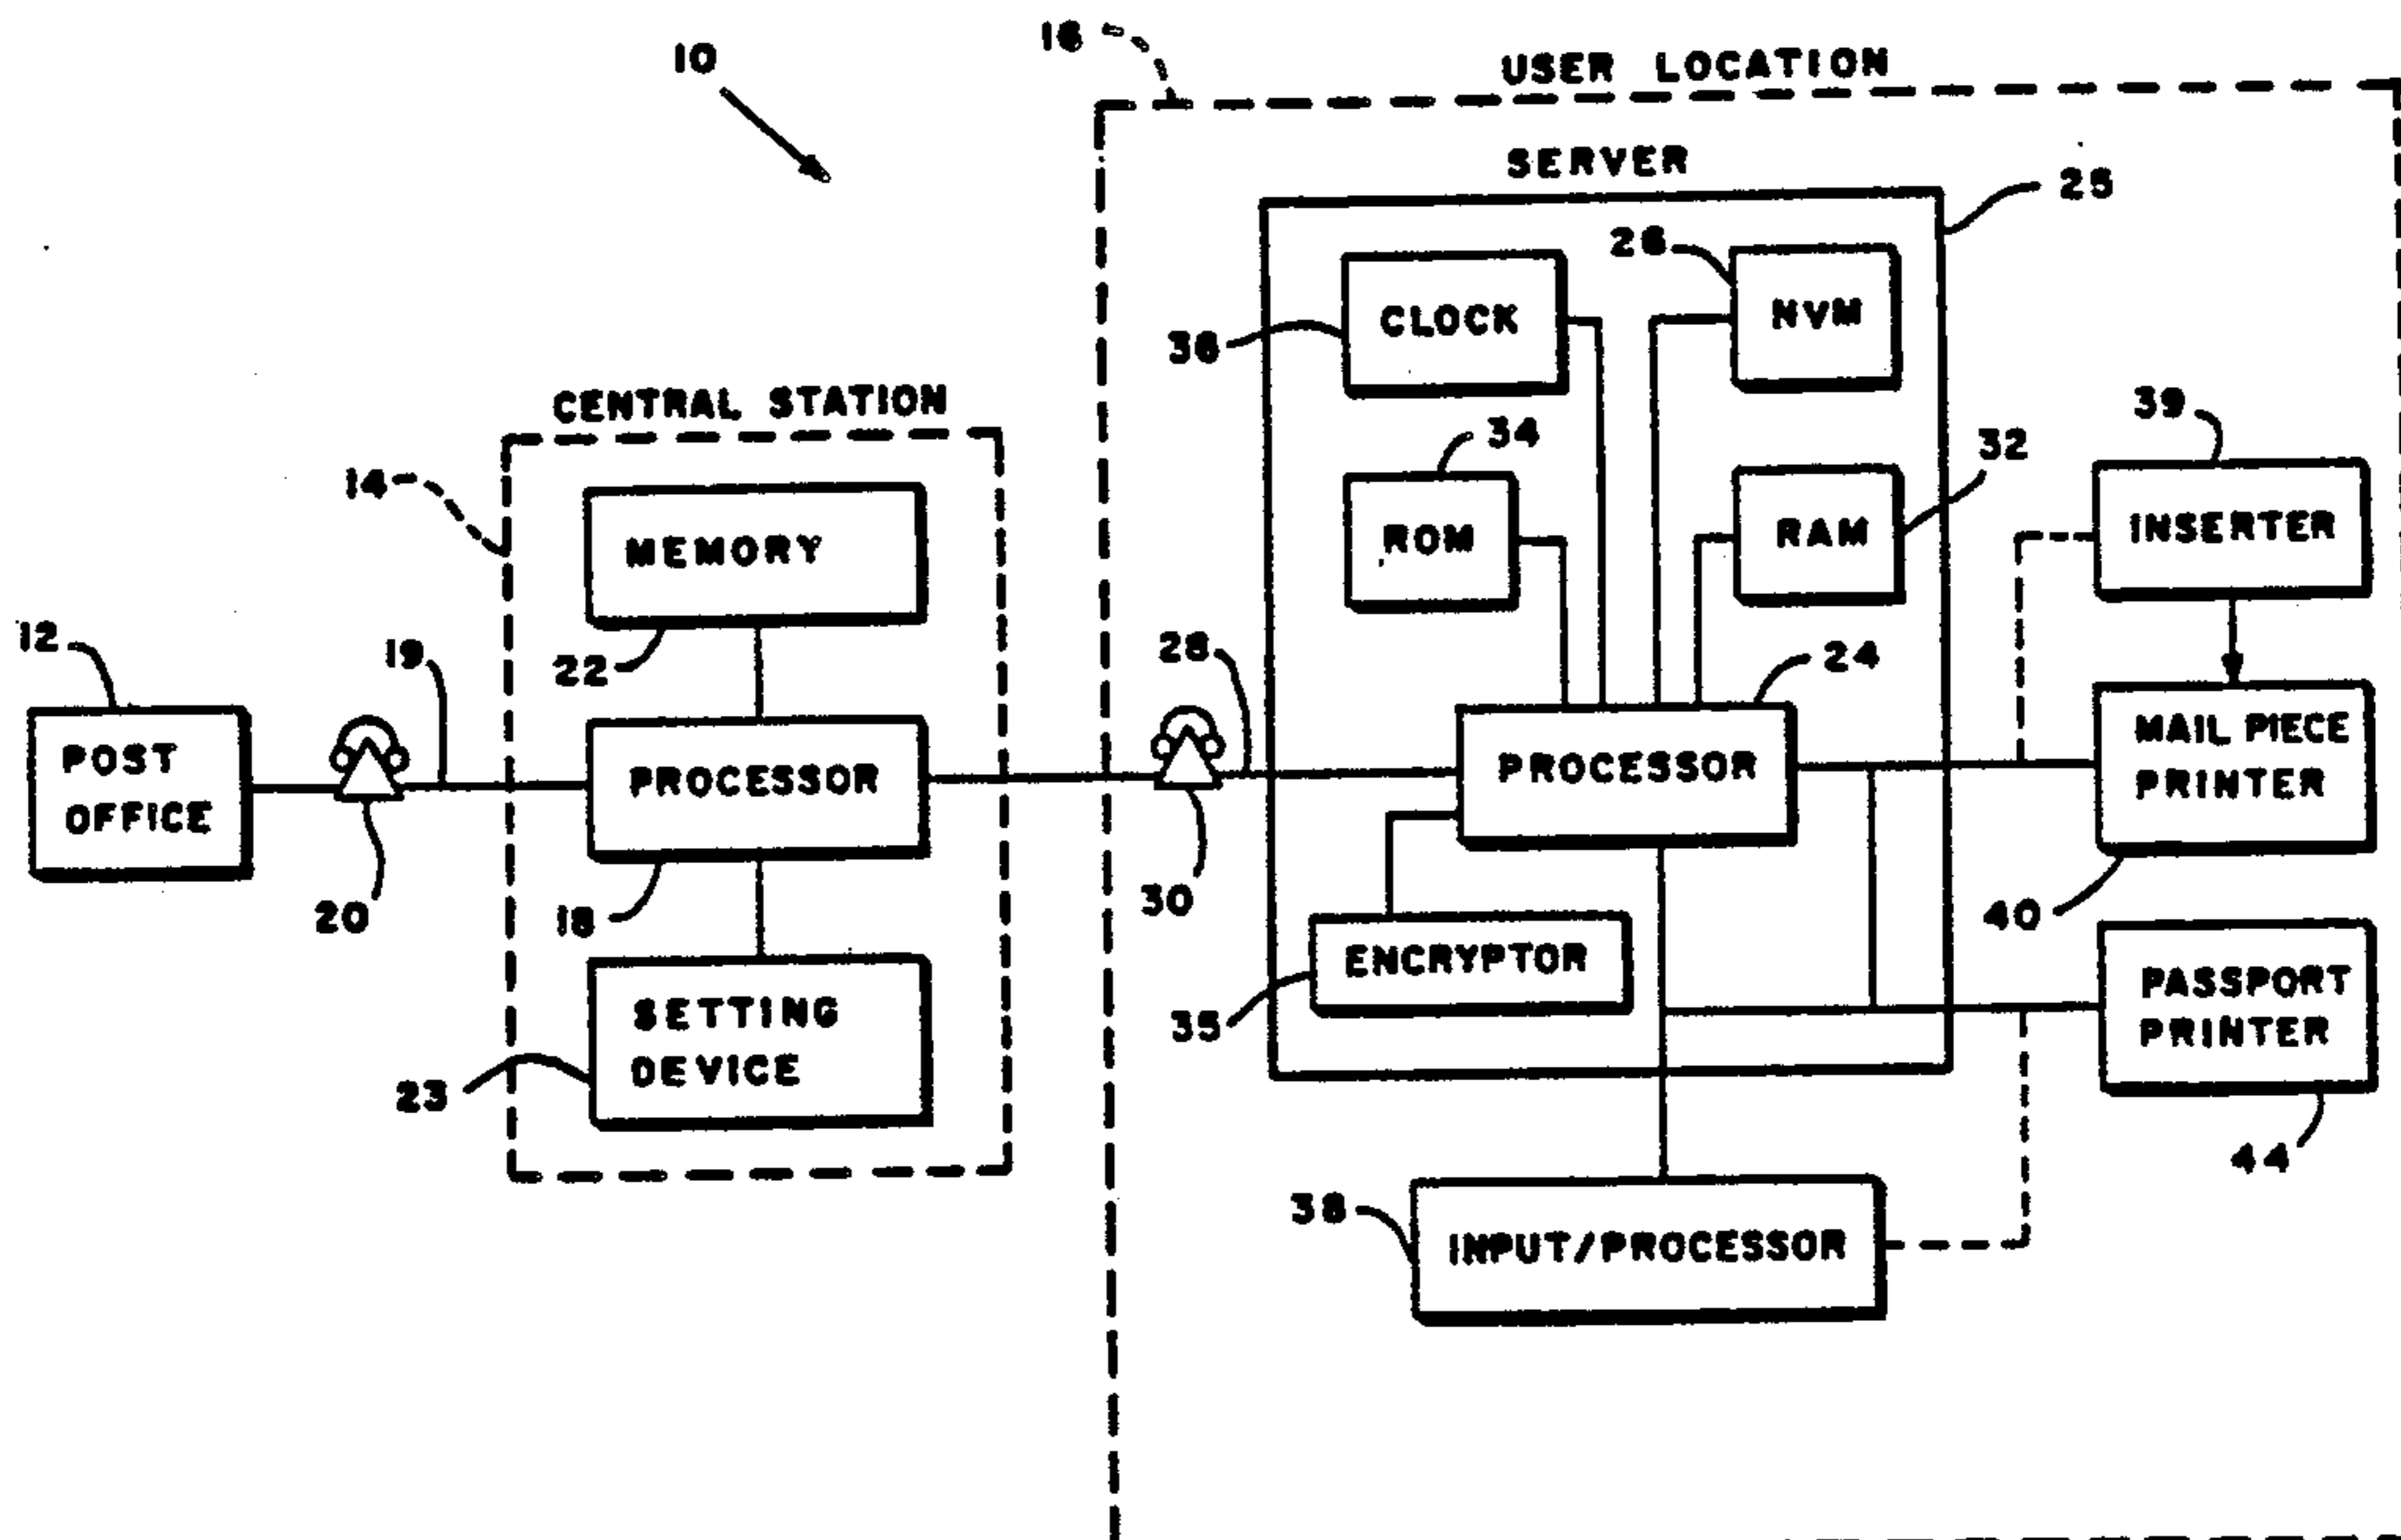 10
16
USER LOCATION
SERVER
25
CLOCK
36
26
NVM
CENTRAL STATION
14
MEMORY
22
34
ROM
32
RAM
39
INSERTER
12
POST
OFFICE
19
20
PROCESSOR
18
28
30
24
PROCESSOR
MAIL PIECE
PRINTER
40
SETTING
DEVICE
23
ENCRYPTOR
35
PASSPORT
PRINTER
44
38
INPUT/PROCESSOR